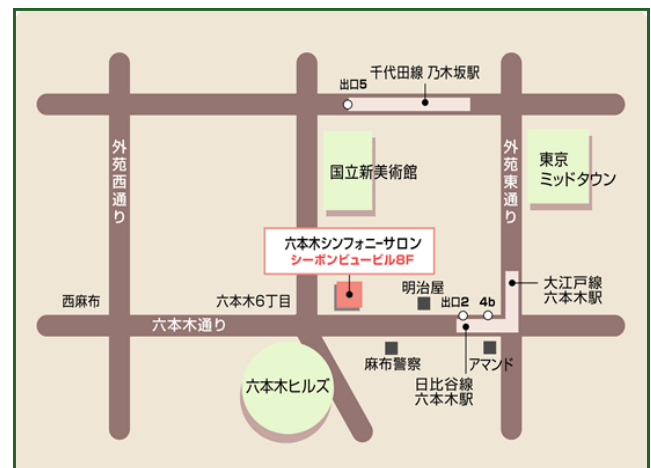 千代田線 乃木坂駅
出口5
外苑西通り
国立新美術館
外苑東通り
東京
ミッドタウン
六本木シンフォニーサロン
シーボンビュービル8F
大江戸線
六本木駅
西麻布
六本木6丁目
明治屋
出口2
4b
六本木通り
麻布警察
アマンド
日比谷線
六本木駅
六本木ヒルズ